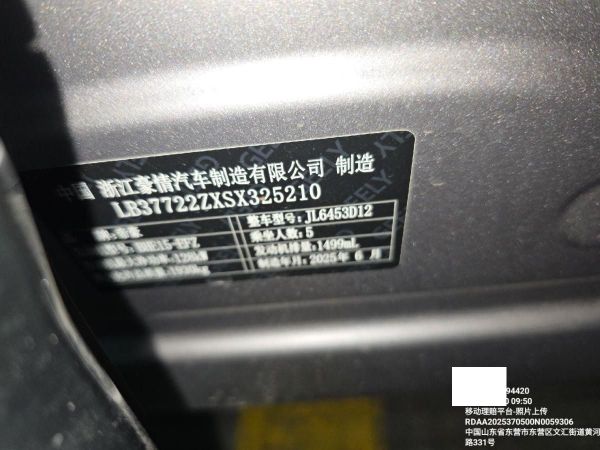 中国 浙江豪情汽车制造有限公司 制造
LB37722ZXSX325210
整车型号:JL6453D12
BHE15-EFZ 乘坐人数:5
发动机排量:1499mL
制造年月:2025年 6 月
GEELY
94420
09:50
移动理赔平台-照片上传
RDAA2025370500N0059306
中国山东省东营市东营区文汇街道黄河
路331号